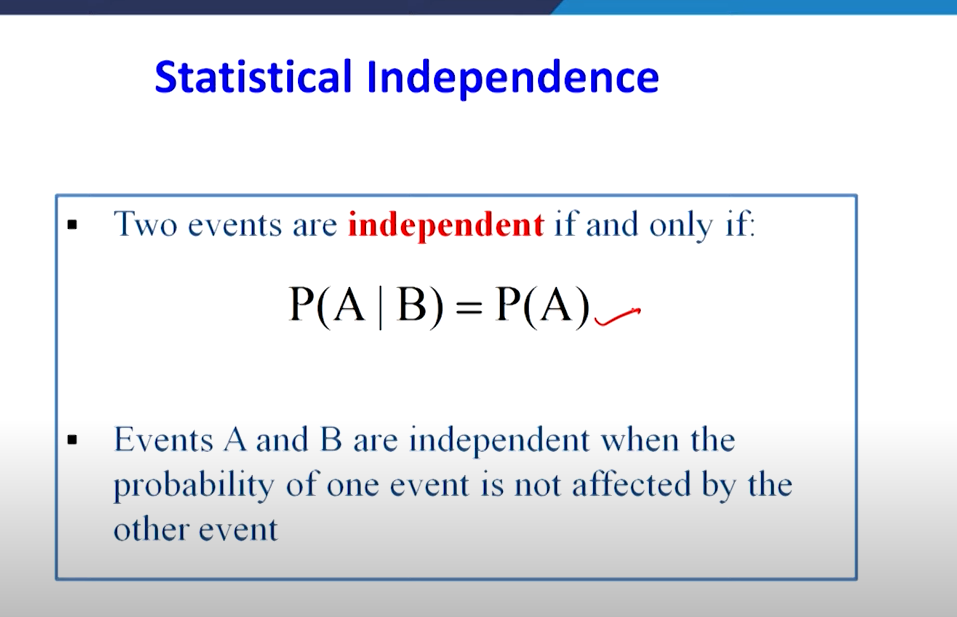 Statistical Independence
▪ Two events are independent if and only if:
P(A | B) = P(A)
▪ Events A and B are independent when the
probability of one event is not affected by the
other event